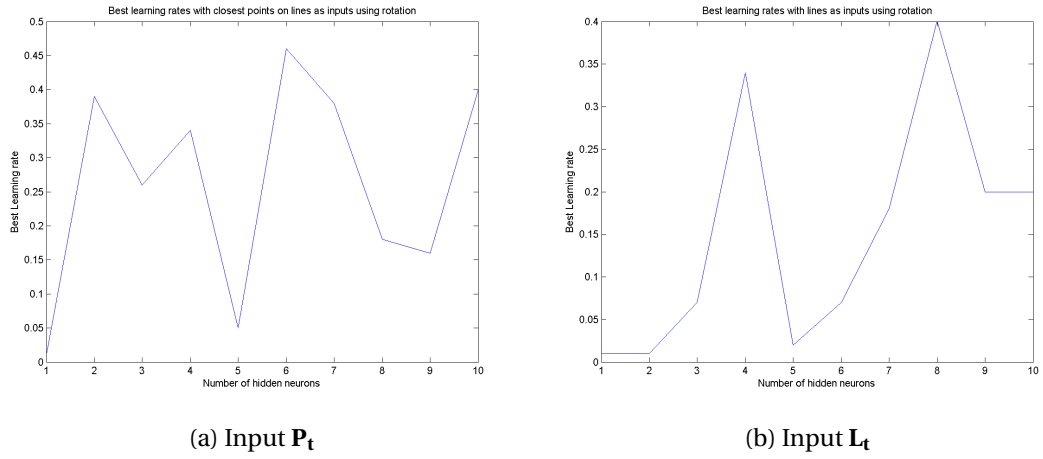 Best learning rates with closest points on lines as inputs using rotation
0.5
0.45
0.4
0.35
0.3
0.25
0.2
0.15
0.1
0.05
0
Best Learning rate
1 2 3 4 5 6 7 8 9 10
Number of hidden neurons
(a) Input Pt
Best learning rates with lines as inputs using rotation
0.4
0.35
0.3
0.25
0.2
0.15
0.1
0.05
0
Best Learning rate
1 2 3 4 5 6 7 8 9 10
Number of hidden neurons
(b) Input Lt